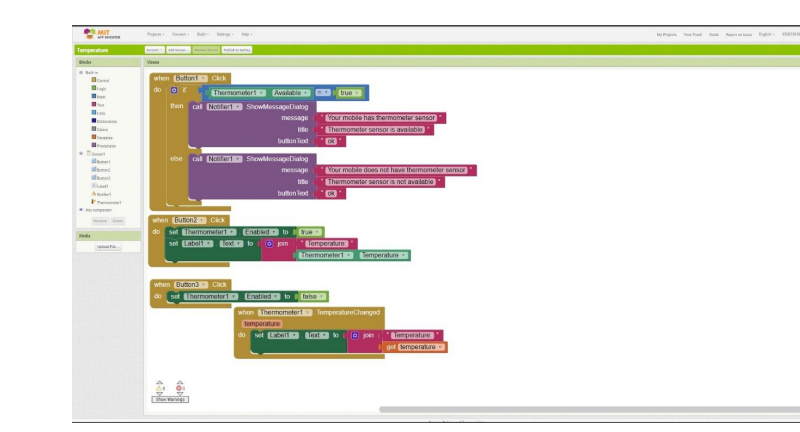 MIT
APP INVENTOR
Projects Connect Build Settings Help
My Projects View Trash Guide Report an Issue English
Temperature
Screen1 Add Screen ... Remove Screen Publish to Gallery
Blocks
Viewer
Built-in
Control
Logic
Math
Text
Lists
Dictionaries
Colors
Variables
Procedures
Screen1
Button1
Button2
Button3
Label1
Notifier1
Thermometer1
Any component
Rename Delete
Media
Upload File ...
when Button1 .Click
do if Thermometer1 . Available = true
then call Notifier1 .ShowMessageDialog
message " Your mobile has thermometer sensor "
title " Thermometer sensor is available "
buttonText " ok "
else call Notifier1 .ShowMessageDialog
message " Your mobile does not have thermometer sensor "
title " Thermometer sensor is not available "
buttonText " ok "
when Button2 .Click
do set Thermometer1 . Enabled to true
set Label1 . Text to join " Temperature: "
Thermometer1 . Temperature
when Button3 .Click
do set Thermometer1 . Enabled to false
when Thermometer1 .TemperatureChanged
temperature
do set Label1 . Text to join " Temperature "
get temperature
0 0
Show Warnings